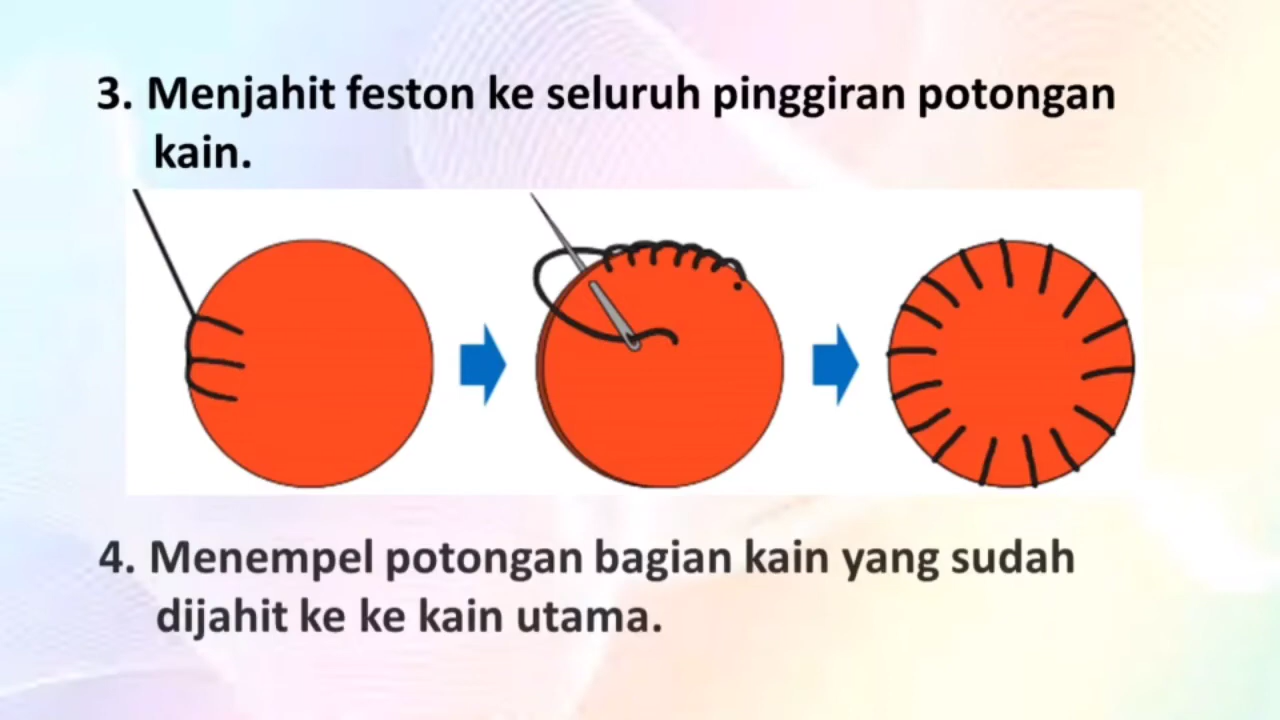 3. Menjahit feston ke seluruh pinggiran potongan
kain.
4. Menempel potongan bagian kain yang sudah
dijahit ke ke kain utama.